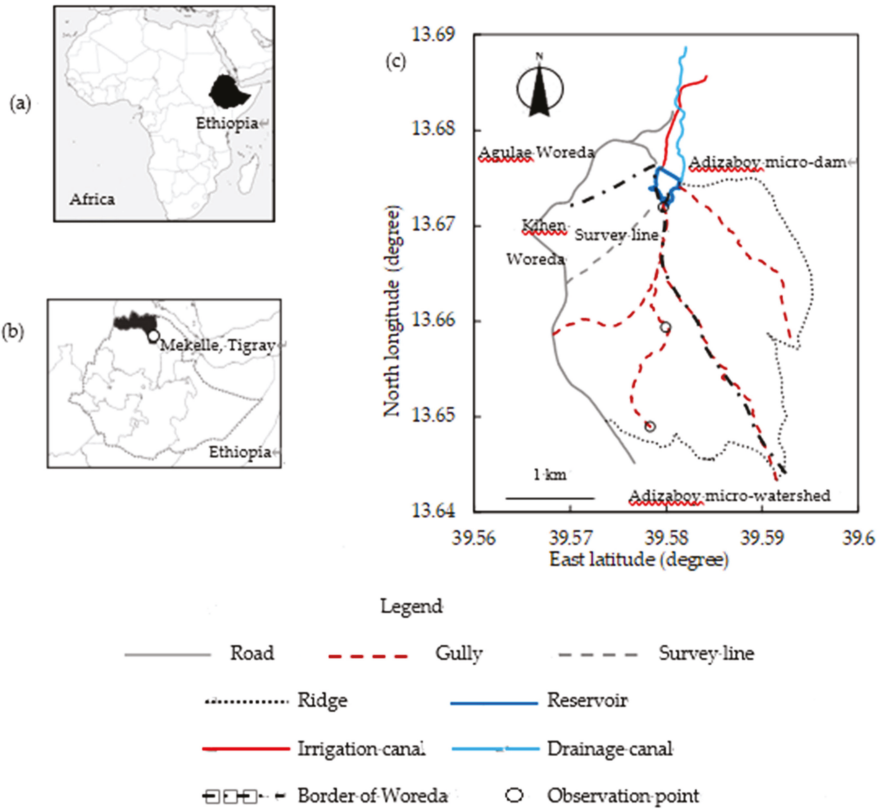 (a)
Ethiopia
Africa
(b)
Mekelle, Tigray
Ethiopia
(c)
13.69
13.68
13.67
13.66
13.65
13.64
North longitude (degree)
N
Agulae Woreda
Adizaboy micro-dam
Kihen
Woreda
Survey line
1 km
Adizaboy micro-watershed
39.56
39.57
39.58
39.59
39.6
East latitude (degree)
Legend
Road
Gully
Survey line
Ridge
Reservoir
Irrigation canal
Drainage canal
Border of Woreda
Observation point